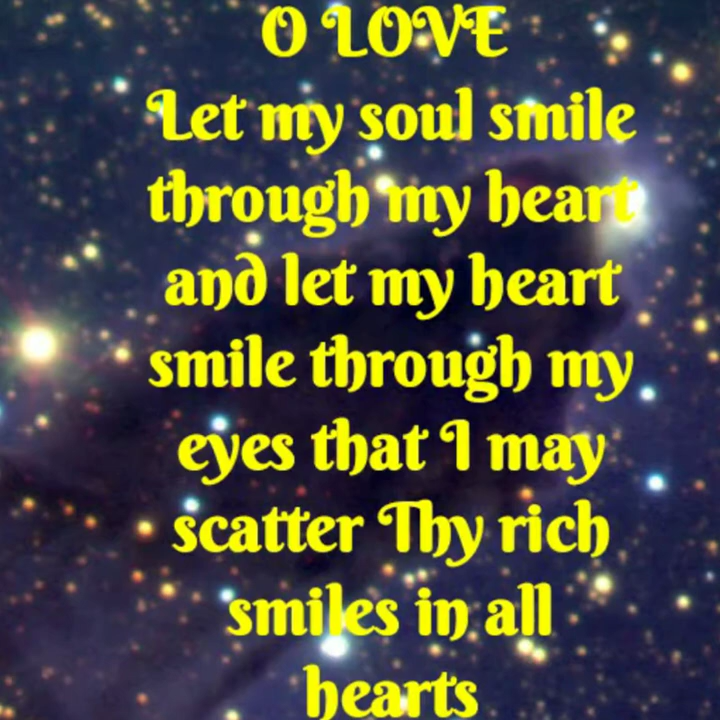 O LOVE
Let my soul smile
through my heart
and let my heart
smile through my
eyes that I may
scatter Thy rich
smiles in all
hearts